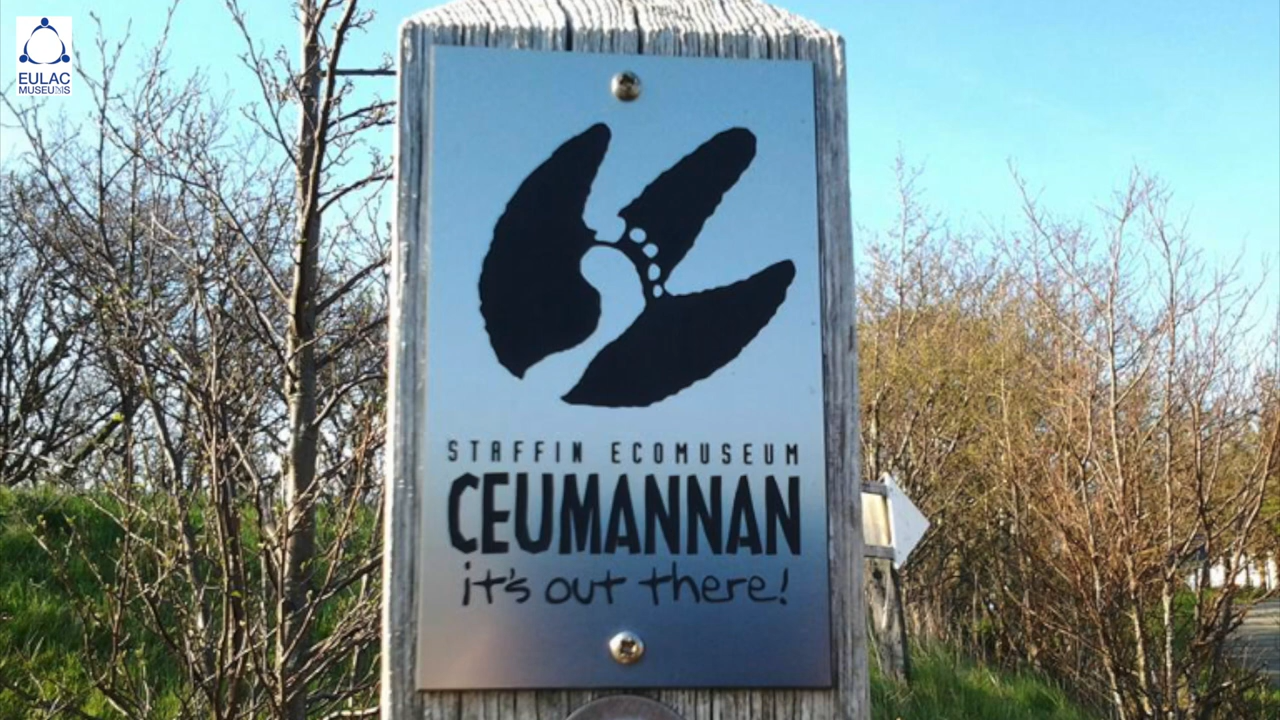 EULAC
MUSEUMS
STAFFIN ECOMUSEUM
CEUMANNAN
it's out there!